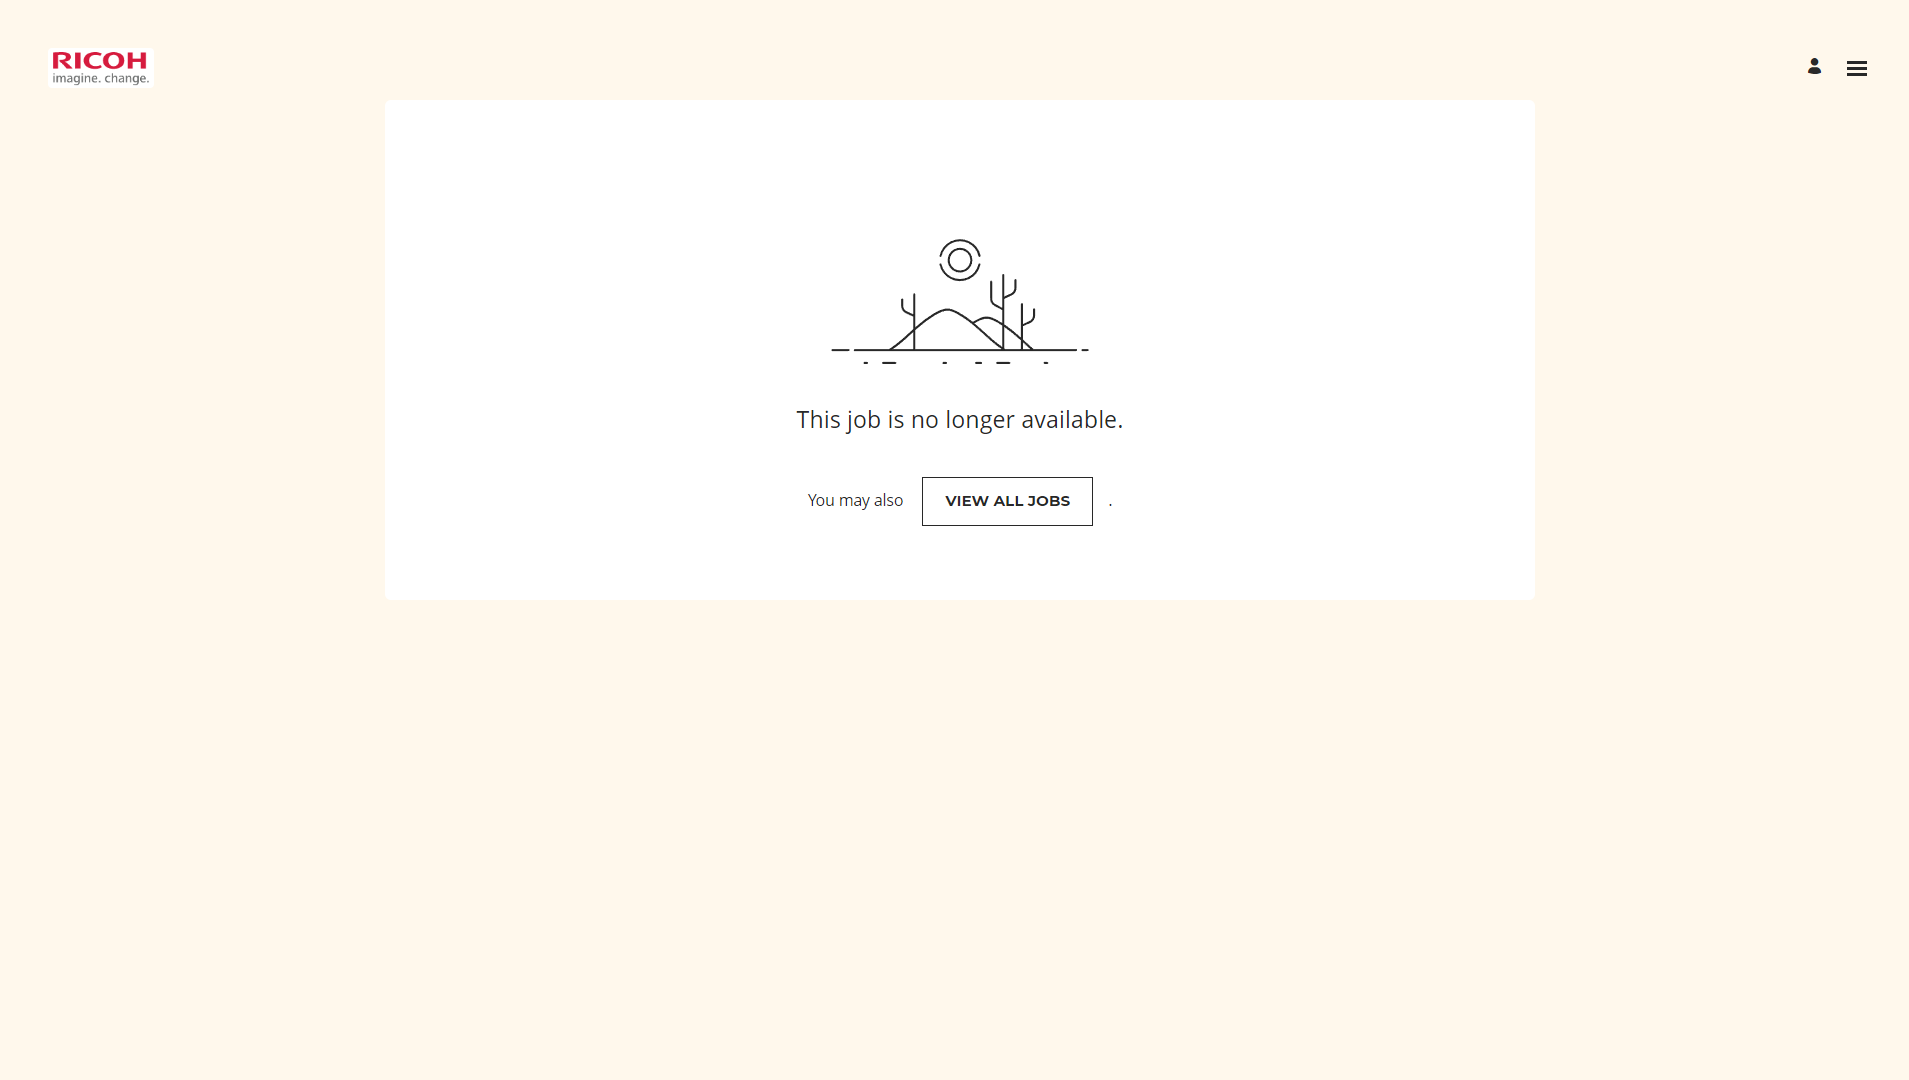 RICOH
imagine. change.
This job is no longer available.
You may also VIEW ALL JOBS .